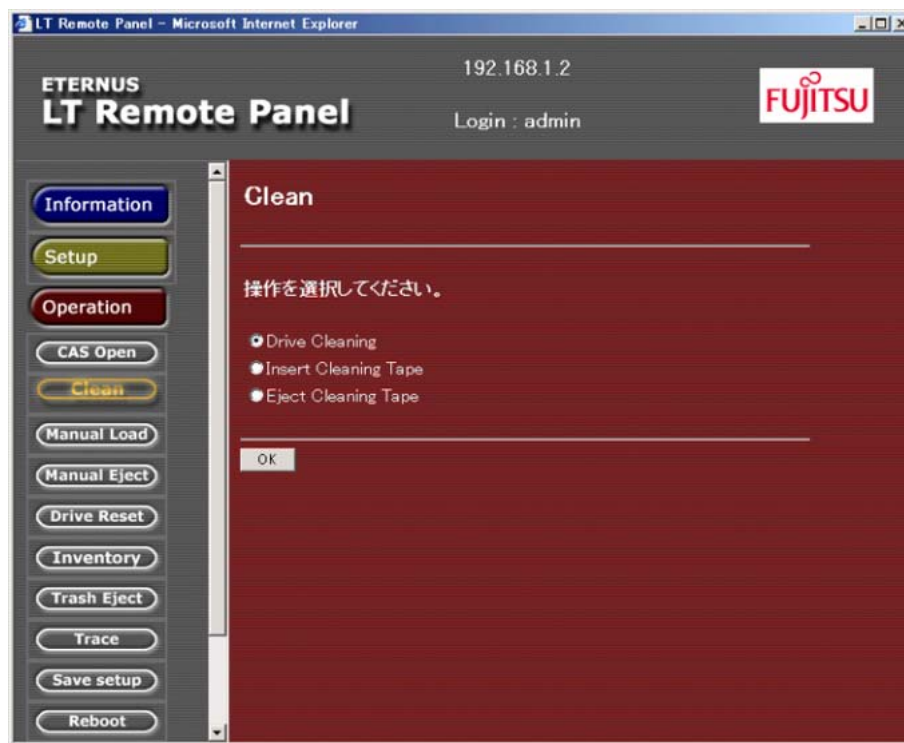 LT Remote Panel - Microsoft Internet Explorer
ETERNUS
LT Remote Panel
192.168.1.2
Login : admin
FUJITSU
Information
Setup
Operation
CAS Open
Clean
Manual Load
Manual Eject
Drive Reset
Inventory
Trash Eject
Trace
Save setup
Reboot
Clean
操作を選択してください。
Drive Cleaning
Insert Cleaning Tape
Eject Cleaning Tape
OK